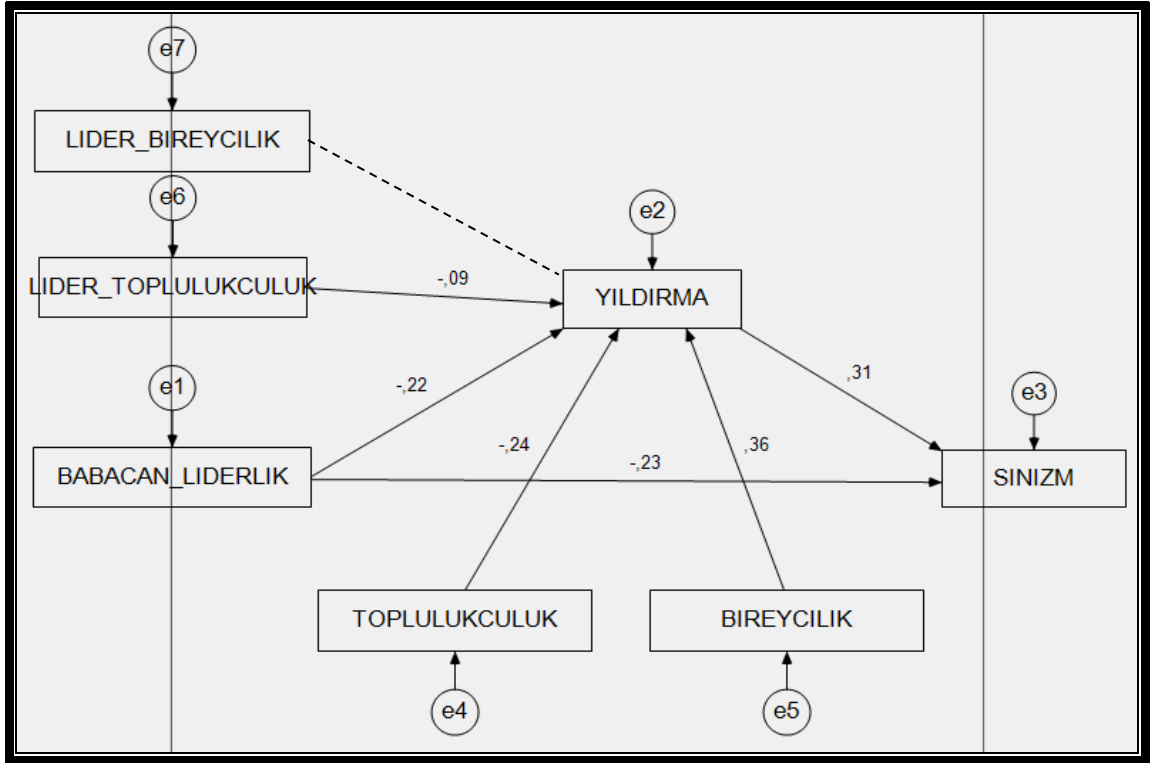 e7
LIDER_BIREYCILIK
e6
e2
LIDER_TOPLULUKCULUK
-,09
YILDIRMA
e1
-,22
,31
e3
BABACAN_LIDERLIK
-,24
-,23
,36
SINIZM
TOPLULUKCULUK
BIREYCILIK
e4
e5